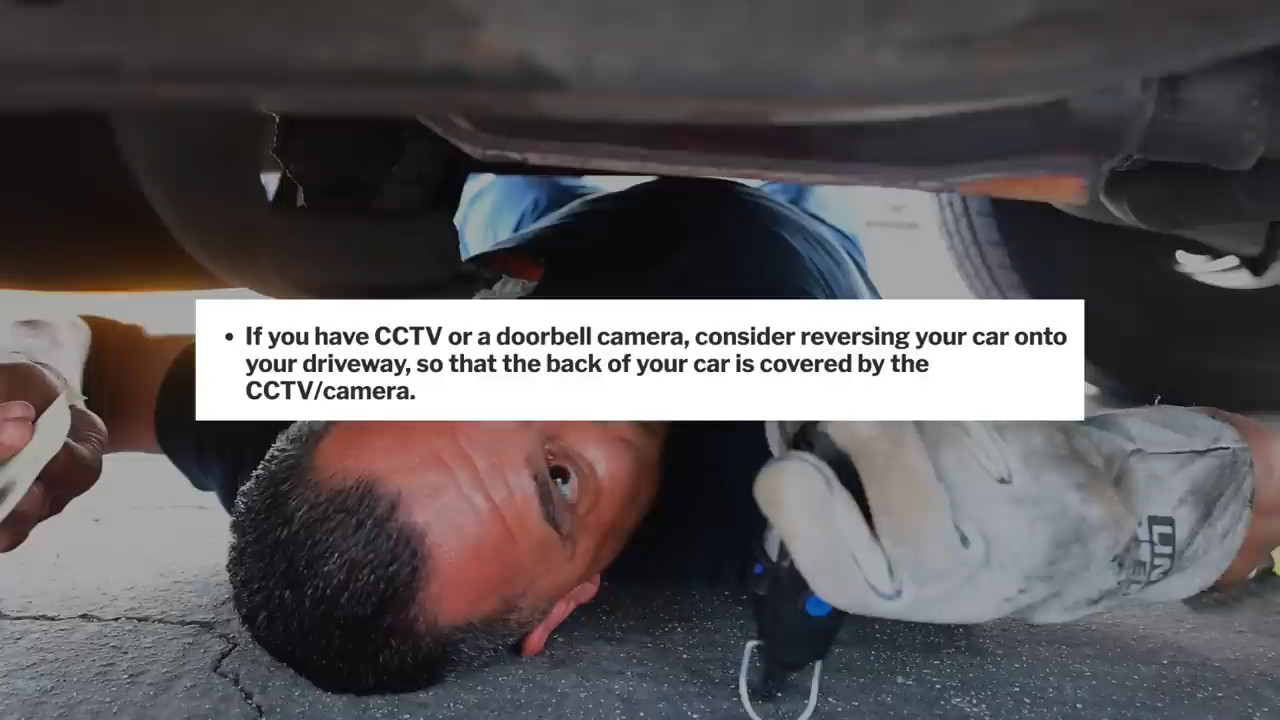 • If you have CCTV or a doorbell camera, consider reversing your car onto
your driveway, so that the back of your car is covered by the
CCTV/camera.